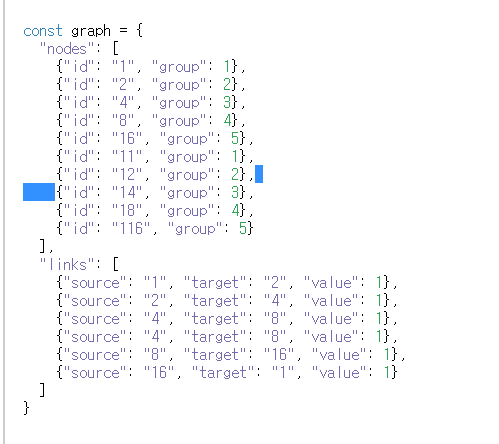 const graph = {
"nodes": [
{"id": "1", "group": 1},
{"id": "2", "group": 2},
{"id": "4", "group": 3},
{"id": "8", "group": 4},
{"id": "16", "group": 5},
{"id": "11", "group": 1},
{"id": "12", "group": 2},
{"id": "14", "group": 3},
{"id": "18", "group": 4},
{"id": "116", "group": 5}
],
"links": [
{"source": "1", "target": "2", "value": 1},
{"source": "2", "target": "4", "value": 1},
{"source": "4", "target": "8", "value": 1},
{"source": "4", "target": "8", "value": 1},
{"source": "8", "target": "16", "value": 1},
{"source": "16", "target": "1", "value": 1}
]
}